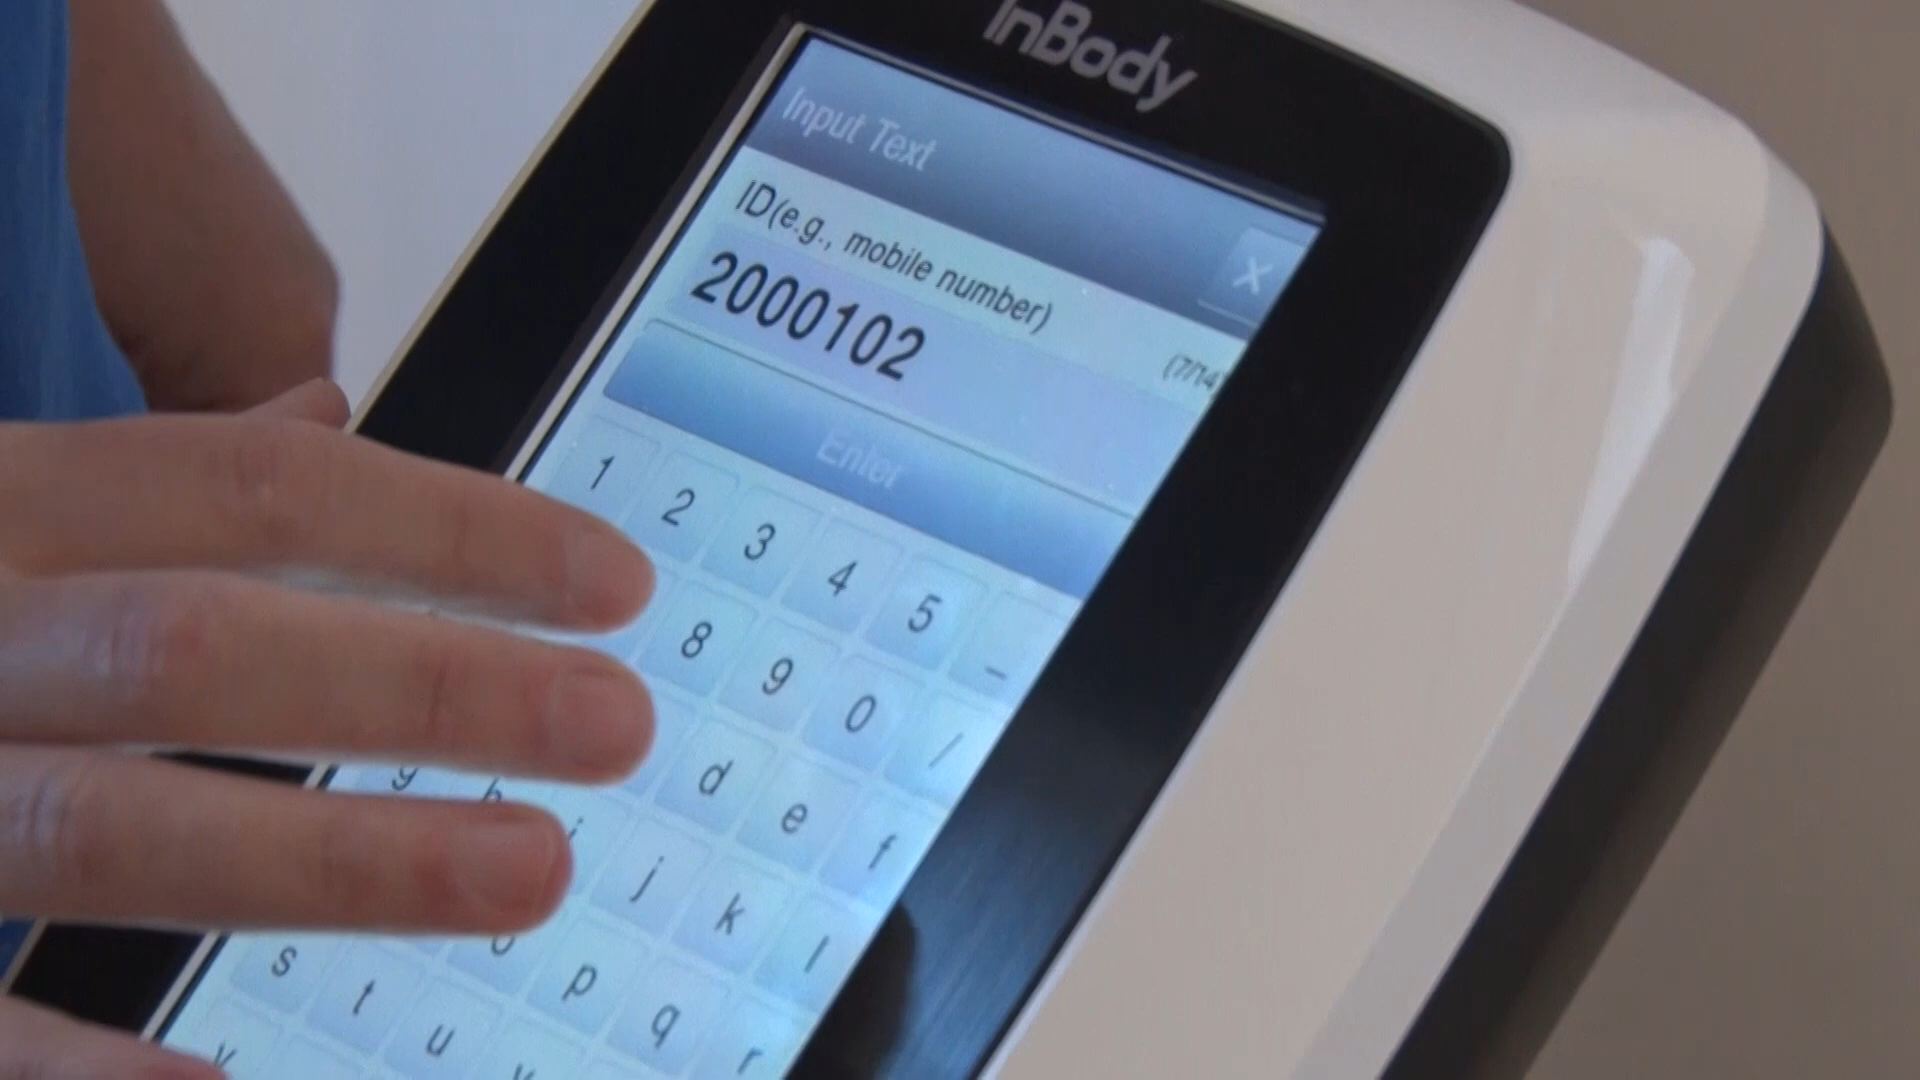 InBody
Input Text
X
ID(e.g., mobile number)
2000102
(7/14)
Enter
1 2 3 4 5 _
8 9 0 /
d e f
g h i j k l
o p q r
s t u v
y